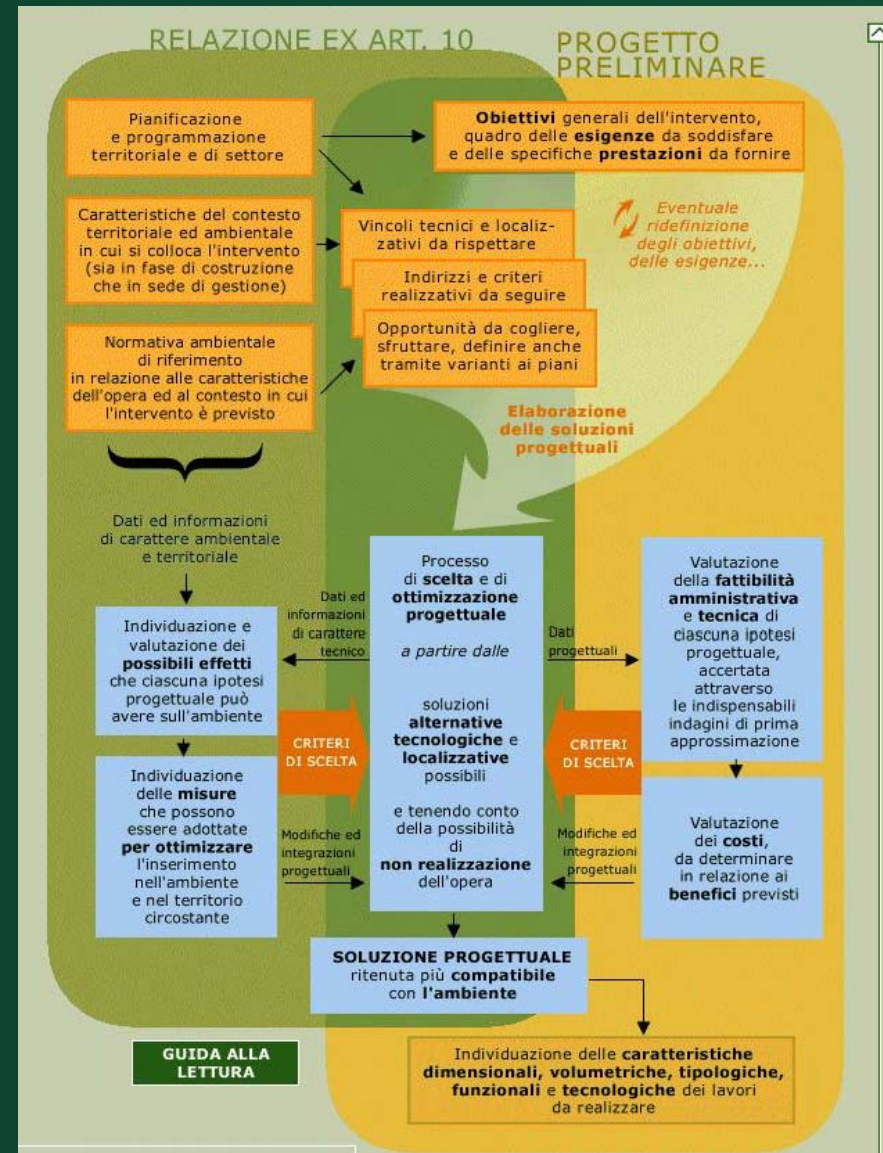 RELAZIONE EX ART. 10
PROGETTO
PRELIMINARE
Pianificazione
e programmazione
territoriale e di settore
Obiettivi generali dell'intervento,
quadro delle esigenze da soddisfare
e delle specifiche prestazioni da fornire
Caratteristiche del contesto
territoriale ed ambientale
in cui si colloca l'intervento
(sia in fase di costruzione
che in sede di gestione)
Vincoli tecnici e localiz-
zativi da rispettare
Indirizzi e criteri
realizzativi da seguire
Opportunità da cogliere,
sfruttare, definire anche
tramite varianti ai piani
Eventuale
ridefinizione
degli obiettivi,
delle esigenze...
Normativa ambientale
di riferimento
in relazione alle caratteristiche
dell'opera ed al contesto in cui
l'intervento è previsto
Elaborazione
delle soluzioni
progettuali
Dati ed informazioni
di carattere ambientale
e territoriale
Individuazione e
valutazione dei
possibili effetti
che ciascuna ipotesi
progettuale può
avere sull'ambiente
Dati ed
informazioni
di carattere
tecnico
Processo
di scelta e di
ottimizzazione
progettuale
a partire dalle
soluzioni
alternative
tecnologiche e
localizzative
possibili
e tenendo conto
della possibilità
di
non realizzazione
dell'opera
Dati
progettuali
Valutazione
della fattibilità
amministrativa
e tecnica di
ciascuna ipotesi
progettuale,
accertata
attraverso
le indispensabili
indagini di prima
approssimazione
CRITERI
DI SCELTA
CRITERI
DI SCELTA
Individuazione
delle misure
che possono
essere adottate
per ottimizzare
l'inserimento
nell'ambiente
e nel territorio
circostante
Modifiche ed
integrazioni
progettuali
Modifiche ed
integrazioni
progettuali
Valutazione
dei costi,
da determinare
in relazione ai
benefici previsti
SOLUZIONE PROGETTUALE
ritenuta più compatibile
con l'ambiente
GUIDA ALLA
LETTURA
Individuazione delle caratteristiche
dimensionali, volumetriche, tipologiche,
funzionali e tecnologiche dei lavori
da realizzare